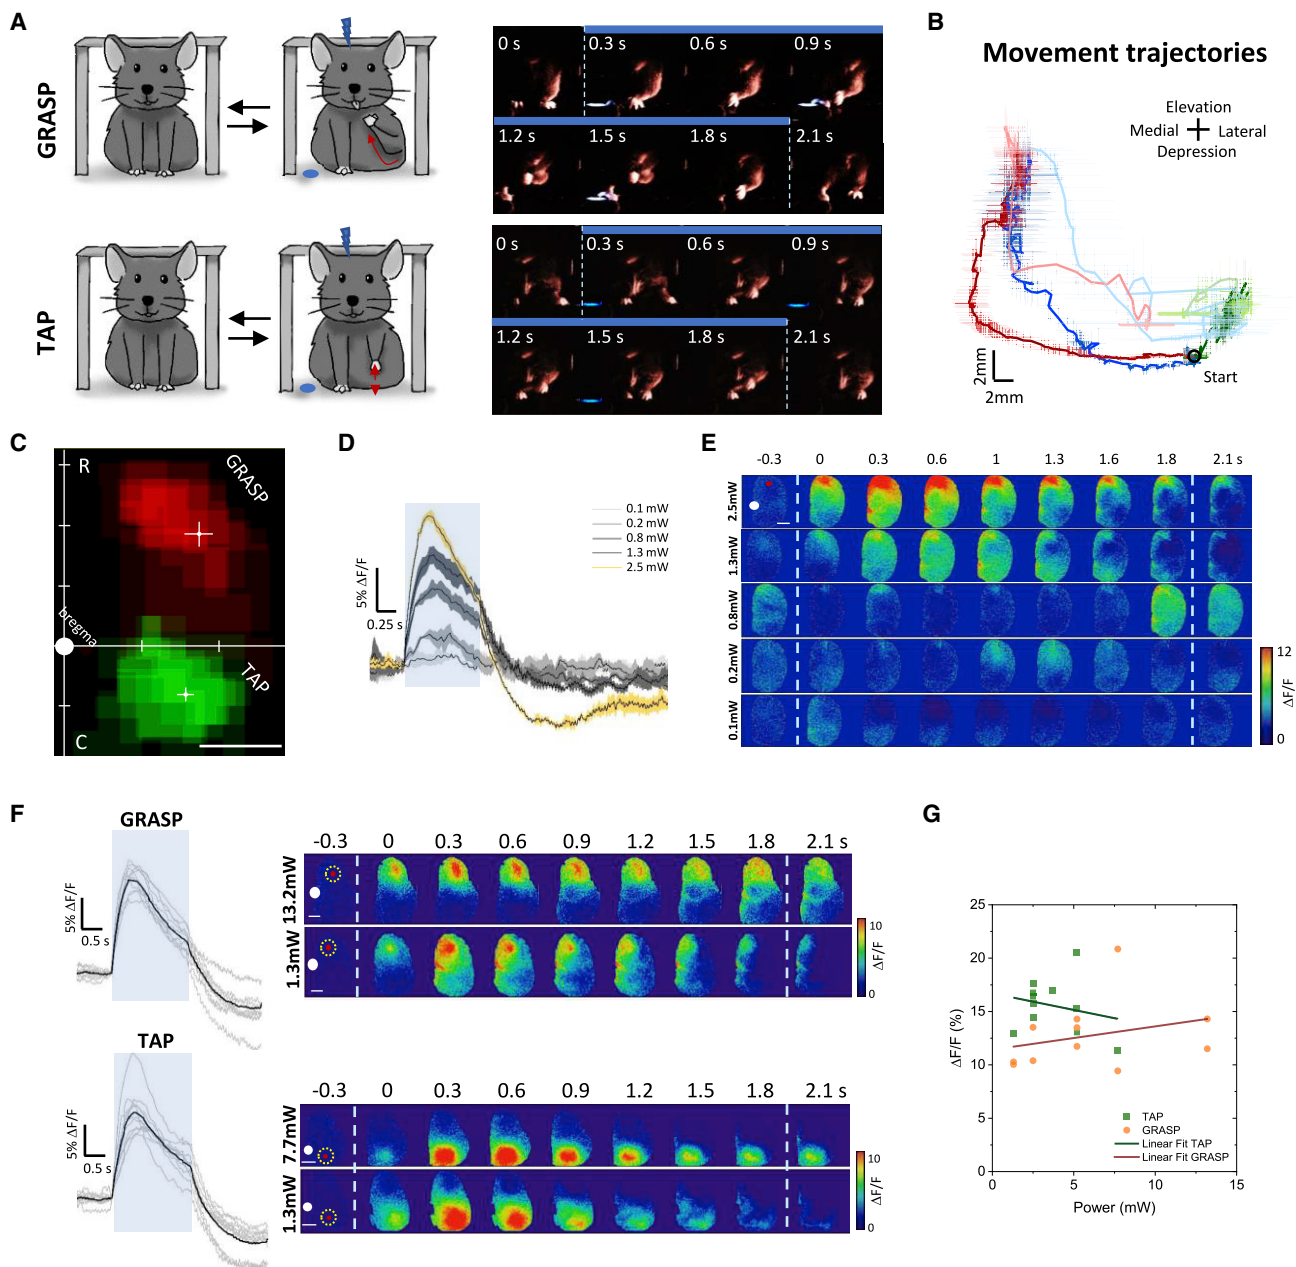 A
GRASP
0 s 0.3 s 0.6 s 0.9 s
1.2 s 1.5 s 1.8 s 2.1 s
TAP
0 s 0.3 s 0.6 s 0.9 s
1.2 s 1.5 s 1.8 s 2.1 s
B
Movement trajectories
Elevation
Medial Lateral
Depression
2mm
2mm
Start
C
R
GRASP
bregma
TAP
C
D
0.1 mW
0.2 mW
0.8 mW
1.3 mW
2.5 mW
5% ΔF/F
0.25 s
E
-0.3 0 0.3 0.6 1 1.3 1.6 1.8 2.1 s
2.5mW
1.3mW
0.8mW
0.2mW
0.1mW
12
ΔF/F
0
F
GRASP
5% ΔF/F
0.5 s
-0.3 0 0.3 0.6 0.9 1.2 1.5 1.8 2.1 s
13.2mW
1.3mW
10
ΔF/F
0
TAP
5% ΔF/F
0.5 s
-0.3 0 0.3 0.6 0.9 1.2 1.5 1.8 2.1 s
7.7mW
1.3mW
10
ΔF/F
0
G
25
20
15
10
5
0
ΔF/F (%)
TAP
GRASP
Linear Fit TAP
Linear Fit GRASP
0 5 10 15
Power (mW)